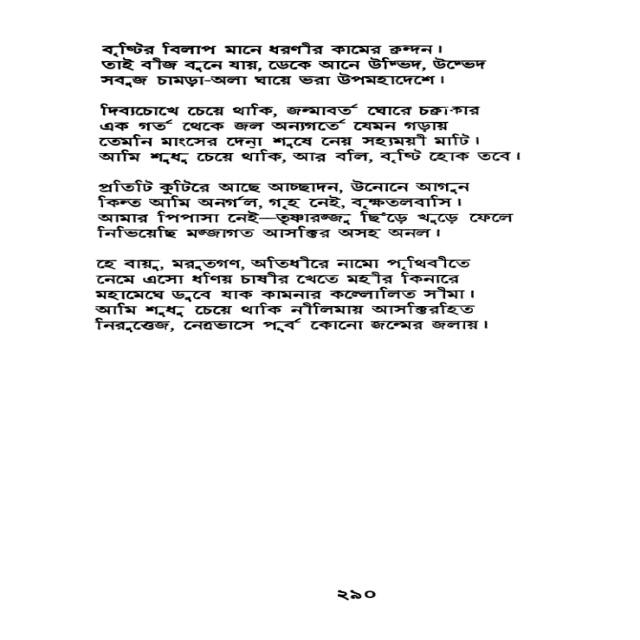 বৃষ্টির বিলাপ মানে ধরণীর কামের ক্রন্দন।
তাই বীজ বুনে যায়, ডেকে আনে উদ্ভিদ, উদ্ভেদ
সবুজ চামড়া-অলা ঘায়ে ভরা উপমহাদেশে।
দিব্যচোখে চেয়ে থাকি, জন্মাবর্ত ঘোরে চক্রাকার
এক গর্ত থেকে জল অন্যগর্তে যেমন গড়ায়
তেমনি মাংসের দেনা শুষে নেয় সহ্যময়ী মাটি।
আমি শুধু চেয়ে থাকি, আর বলি, বৃষ্টি হোক তবে।
প্রতিটি কুটিরে আছে আচ্ছাদন, উনোনে আগুন
কিন্ত আমি অনর্গল, গৃহ নেই, বৃক্ষতলবাসি।
আমার পিপাসা নেই—তৃষ্ণারজ্জু ছিঁড়ে খুড়ে ফেলে
নিভিয়েছি মজ্জাগত আসক্তির অসহ অনল।
হে বায়ু, মরুতগণ, অতিধীরে নামো পৃথিবীতে
নেমে এসো ধণিয় চাষীর খেতে মহীর কিনারে
মহামেঘে ডুবে যাক কামনার কল্লোলিত সীমা।
আমি শুধু চেয়ে থাকি নীলিমায় আসক্তিরহিত
নিরুত্তেজ, নেত্রভাসে পূর্ব কোনো জন্মের জলায়।
২৯০